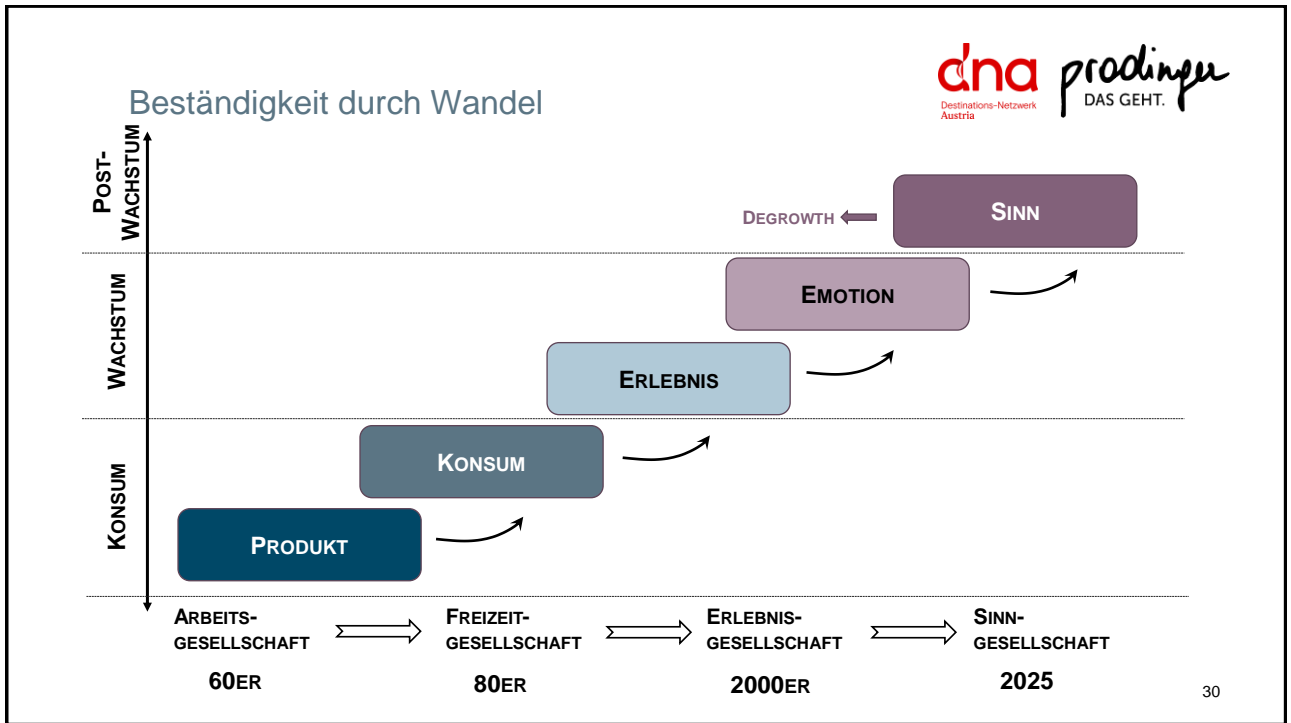 dna
Destinations-Netzwerk
Austria
prodinger
DAS GEHT.
Beständigkeit durch Wandel
POST-
WACHSTUM
WACHSTUM
KONSUM
SINN
DEGROWTH
EMOTION
ERLEBNIS
KONSUM
PRODUKT
ARBEITS-
GESELLSCHAFT
60ER
FREIZEIT-
GESELLSCHAFT
80ER
ERLEBNIS-
GESELLSCHAFT
2000ER
SINN-
GESELLSCHAFT
2025
30